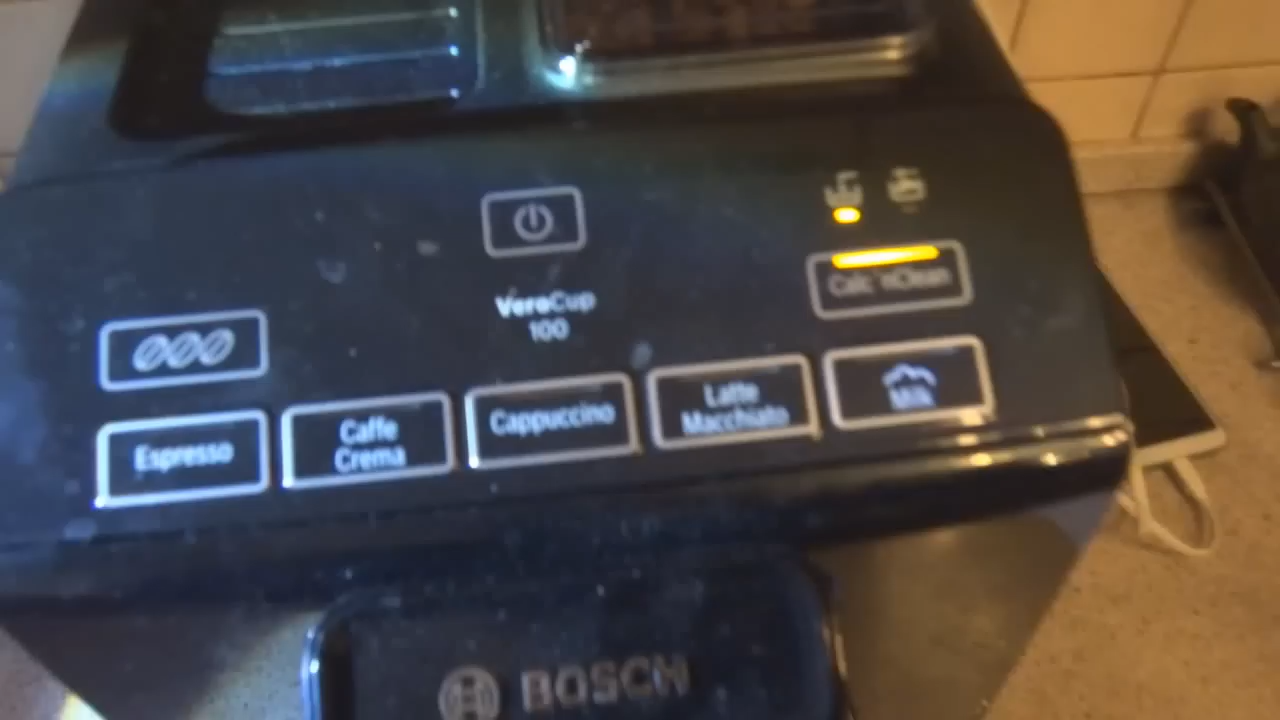 VeroCup
100
Calc'nClean
Espresso
Caffe
Crema
Cappuccino
Latte
Macchiato
Milk
BOSCH